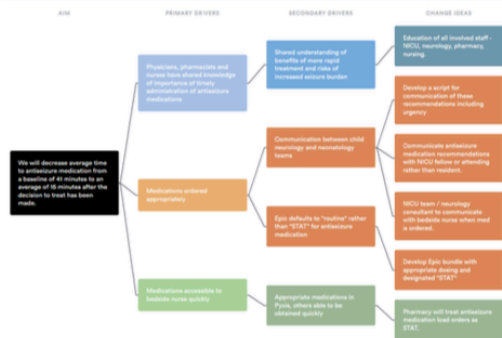 AIM
PRIMARY DRIVERS
SECONDARY DRIVERS
CHANGE IDEAS
We will decrease average time
to antiseizure medication from
a baseline of 41 minutes to an
average of 15 minutes after the
decision to treat has been
made.
Physicians, pharmacists and
nurses have shared knowledge
of importance of timely
administration of antiseizure
medications
Medications ordered
appropriately
Medications accessible to
bedside nurse quickly
Shared understanding of
benefits of more rapid
treatment and risks of
increased seizure burden
Communication between child
neurology and neonatology
teams
Epic defaults to "routine" rather
than "STAT" for antiseizure
medication
Appropriate medications in
Pyxis, others able to be
obtained quickly
Education of all involved staff -
NICU, neurology, pharmacy,
nursing.
Develop a script for
communication of these
recommendations including
urgency
Communicate antiseizure
medication recommendations
with NICU fellow or attending
rather than resident.
NICU team / neurology
consultant to communicate
with bedside nurse when med
is ordered.
Develop Epic bundle with
appropriate dosing and
designated "STAT"
Pharmacy will treat antiseizure
medication load orders as
STAT.